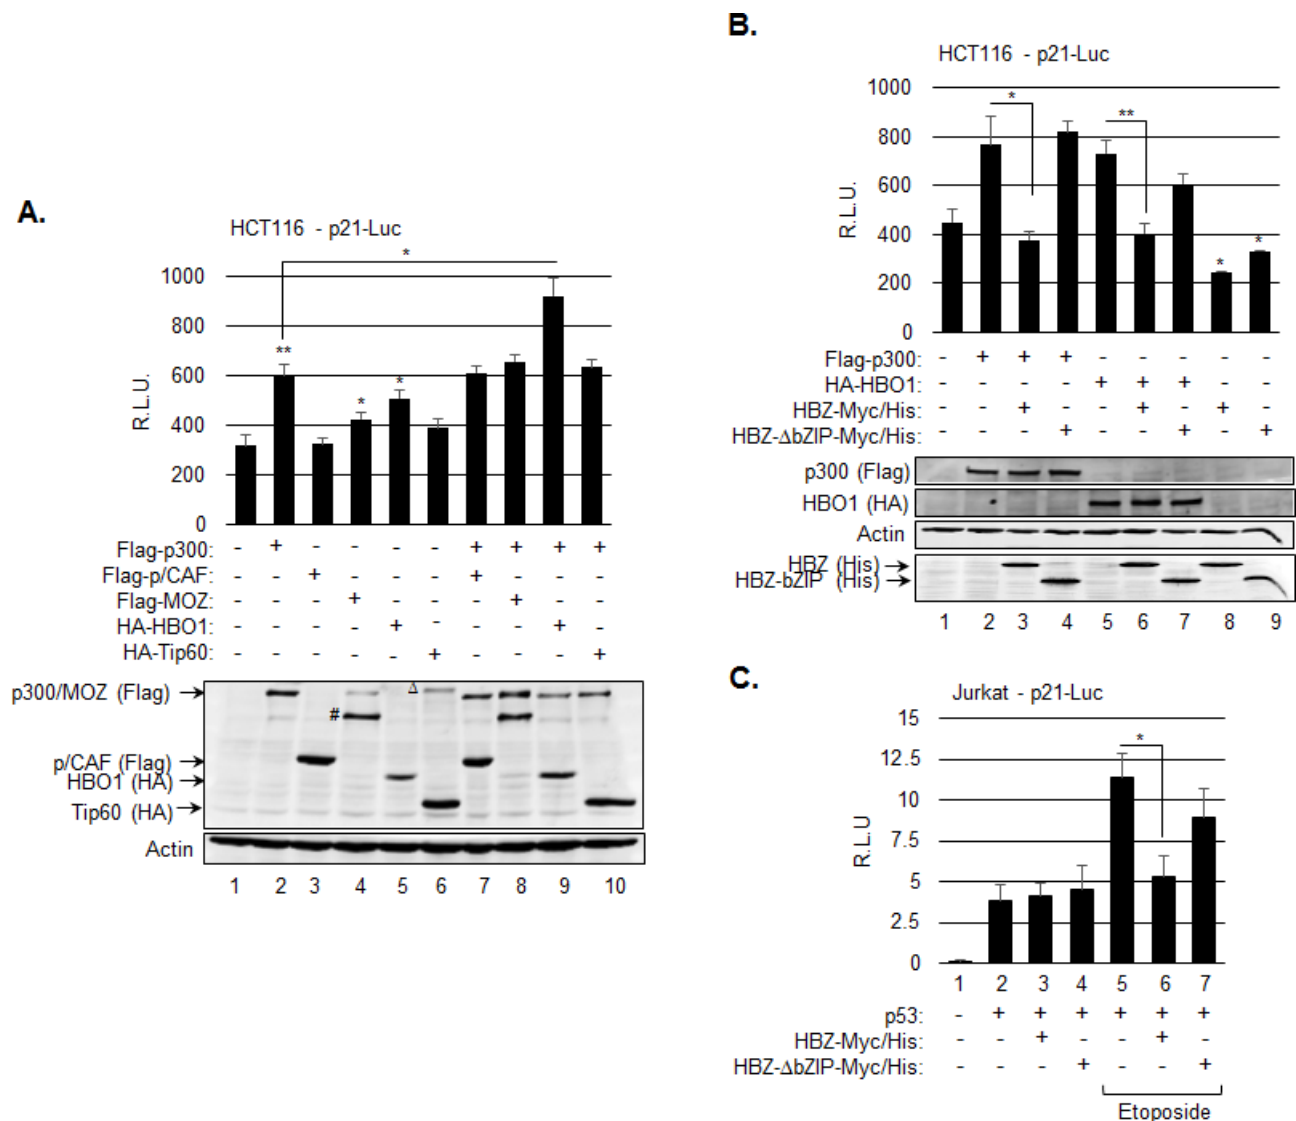 A.
HCT116 - p21-Luc
*
1000
800
600
400
200
0
R.L.U.
**
*
*
Flag-p300: - + - - - - + + + +
Flag-p/CAF: - - + - - - + - - -
Flag-MOZ: - - - + - - - + - -
HA-HBO1: - - - - + - - - + -
HA-Tip60: - - - - - + - - - +
p300/MOZ (Flag)
Δ
#
p/CAF (Flag)
HBO1 (HA)
Tip60 (HA)
Actin
1 2 3 4 5 6 7 8 9 10
B.
HCT116 - p21-Luc
1000
800
600
400
200
0
R.L.U.
*
**
*
*
Flag-p300: - + + + - - - - -
HA-HBO1: - - - - + + + - -
HBZ-Myc/His: - - + - - + - + -
HBZ-ΔbZIP-Myc/His: - - - + - - + - +
p300 (Flag)
HBO1 (HA)
Actin
HBZ (His)
HBZ-bZIP (His)
1 2 3 4 5 6 7 8 9
C.
Jurkat - p21-Luc
15
12.5
10
7.5
5
2.5
0
R.L.U
*
1 2 3 4 5 6 7
p53: - + + + + + +
HBZ-Myc/His: - - + - - + -
HBZ-ΔbZIP-Myc/His: - - - + - - +
Etoposide